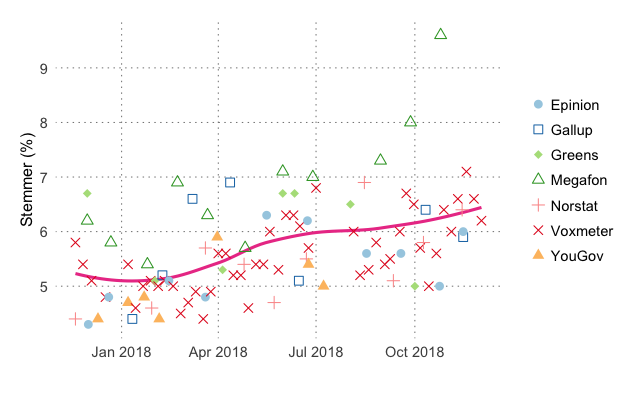 9
8
7
6
5
Stemmer (%)
Jan 2018
Apr 2018
Jul 2018
Oct 2018
Epinion
Gallup
Greens
Megafon
Norstat
Voxmeter
YouGov